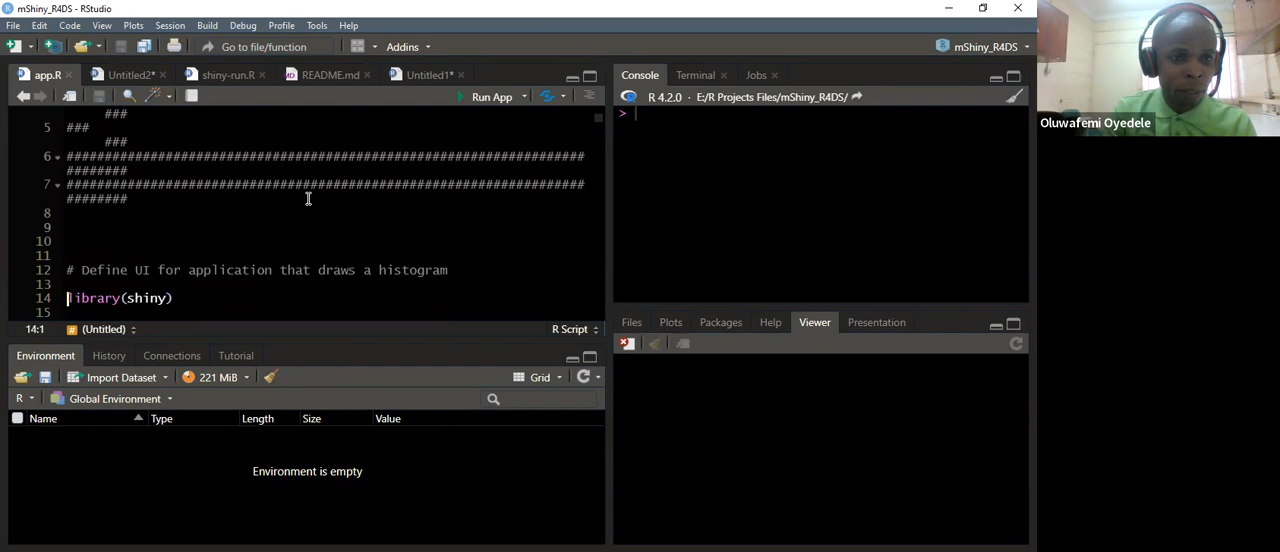 mShiny_R4DS - RStudio
File Edit Code View Plots Session Build Debug Profile Tools Help
Go to file/function Addins mShiny_R4DS
app.R Untitled2* shiny-run.R README.md Untitled1*
Run App
###
5 ###
###
6 ####################################################################
########
7 ####################################################################
########
8
9
10
11
12 # Define UI for application that draws a histogram
13
14 library(shiny)
15
14:1 # (Untitled) R Script
Environment History Connections Tutorial
Import Dataset 221 MiB Grid
R Global Environment
Name Type Length Size Value
Environment is empty
Console Terminal Jobs
R 4.2.0 · E:/R Projects Files/mShiny_R4DS/
>
Files Plots Packages Help Viewer Presentation
Oluwafemi Oyedele